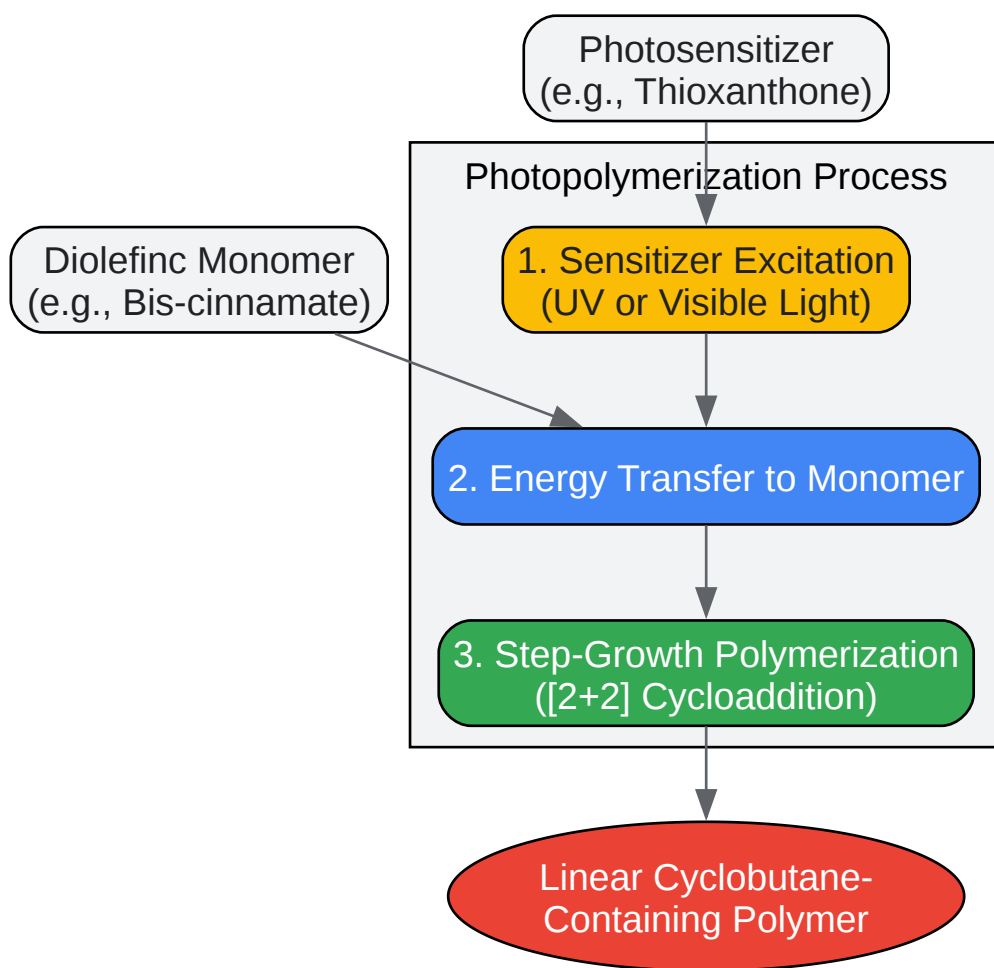 Photosensitizer
(e.g., Thioxanthone)
Photopolymerization Process
1. Sensitizer Excitation
(UV or Visible Light)
Diolefinc Monomer
(e.g., Bis-cinnamate)
2. Energy Transfer to Monomer
3. Step-Growth Polymerization
([2+2] Cycloaddition)
Linear Cyclobutane-
Containing Polymer